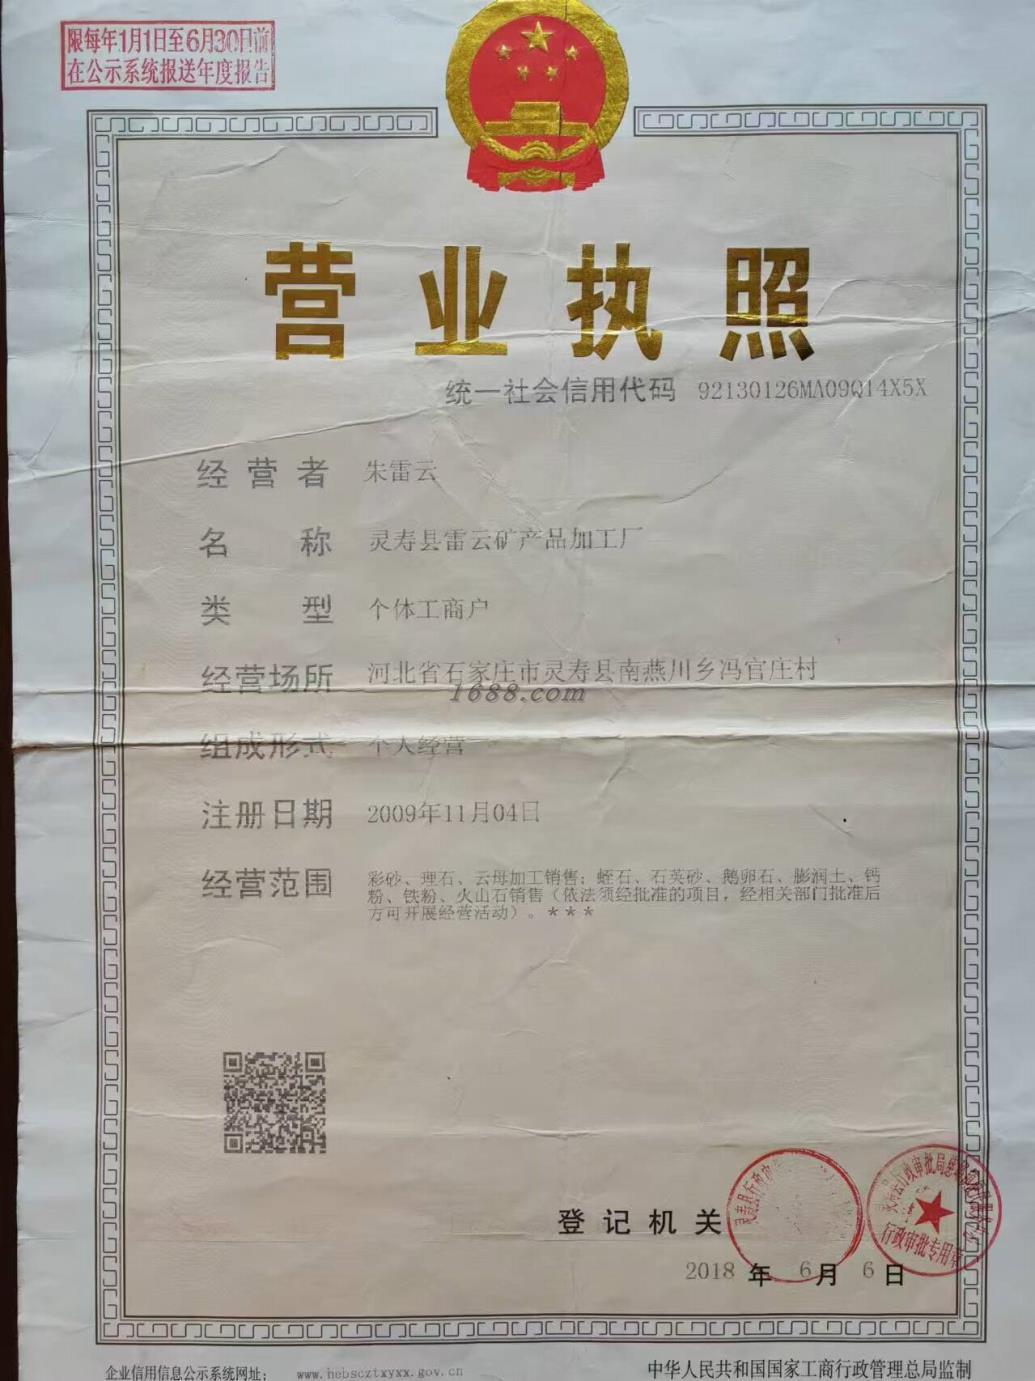 限每年1月1日至6月30日前
在公示系统报送年度报告
营业执照
统一社会信用代码 92130126MA09Q14X5X
经营者 朱雷云
名称 灵寿县雷云矿产品加工厂
类型 个体工商户
经营场所 河北省石家庄市灵寿县南燕川乡冯官庄村
1688.com
组成形式 个人经营
注册日期 2009年11月04日
经营范围 彩砂、理石、云母加工销售；蛭石、石英砂、鹅卵石、膨润土、钙
粉、铁粉、火山石销售（依法须经批准的项目，经相关部门批准后
方可开展经营活动）。***
登记机关
灵寿县行政审
行政审批局
行政审批专用章
2018 年 6 月 6 日
企业信用信息公示系统网址： www.hebscztxyxx.gov.cn
中华人民共和国国家工商行政管理总局监制